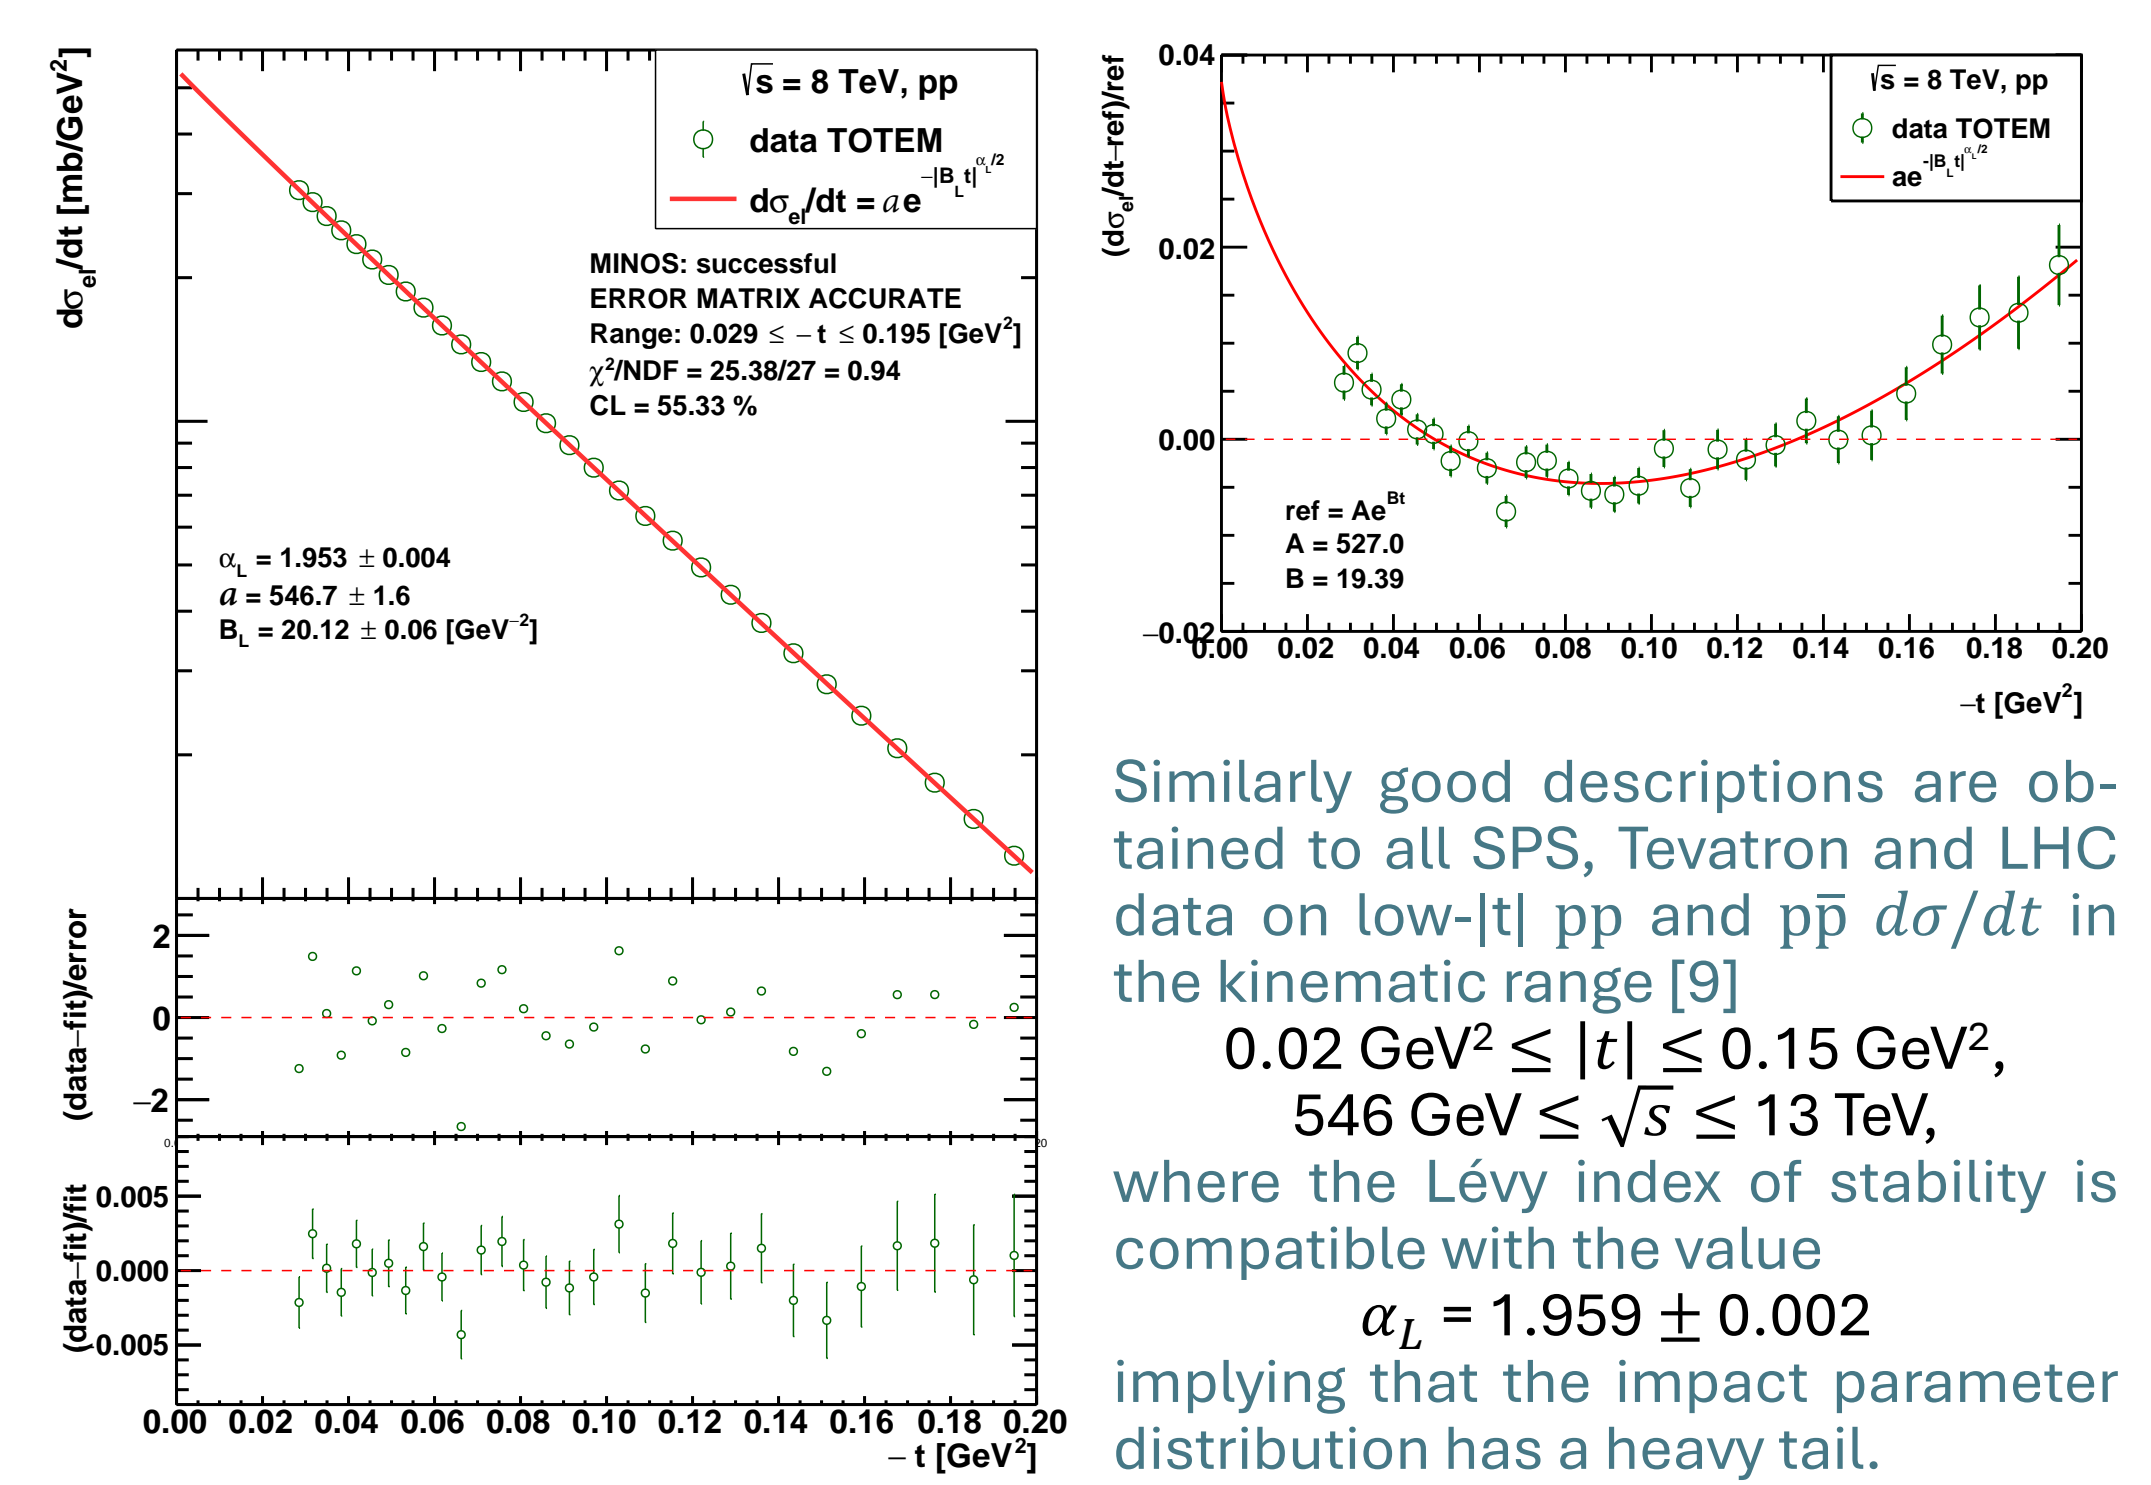 dσel/dt [mb/GeV²]
√s = 8 TeV, pp
data TOTEM
dσel/dt = a e^−|B_L t|^α_L/2
MINOS: successful
ERROR MATRIX ACCURATE
Range: 0.029 ≤ − t ≤ 0.195 [GeV²]
χ²/NDF = 25.38/27 = 0.94
CL = 55.33 %
α_L = 1.953 ± 0.004
a = 546.7 ± 1.6
B_L = 20.12 ± 0.06 [GeV⁻²]
(data−fit)/error
2
0
−2
(data−fit)/fit
0.005
0.000
0.005
0.00 0.02 0.04 0.06 0.08 0.10 0.12 0.14 0.16 0.18 0.20
− t [GeV²]
(dσel/dt−ref)/ref
0.04
0.02
0.00
−0.02
√s = 8 TeV, pp
data TOTEM
ae^-|B_L t|^α_L/2
ref = Ae^Bt
A = 527.0
B = 19.39
0.00 0.02 0.04 0.06 0.08 0.10 0.12 0.14 0.16 0.18 0.20
−t [GeV²]
Similarly good descriptions are ob-
tained to all SPS, Tevatron and LHC
data on low-|t| pp and pp̄ dσ/dt in
the kinematic range [9]
0.02 GeV² ≤ |t| ≤ 0.15 GeV²,
546 GeV ≤ √s ≤ 13 TeV,
where the Lévy index of stability is
compatible with the value
α_L = 1.959 ± 0.002
implying that the impact parameter
distribution has a heavy tail.